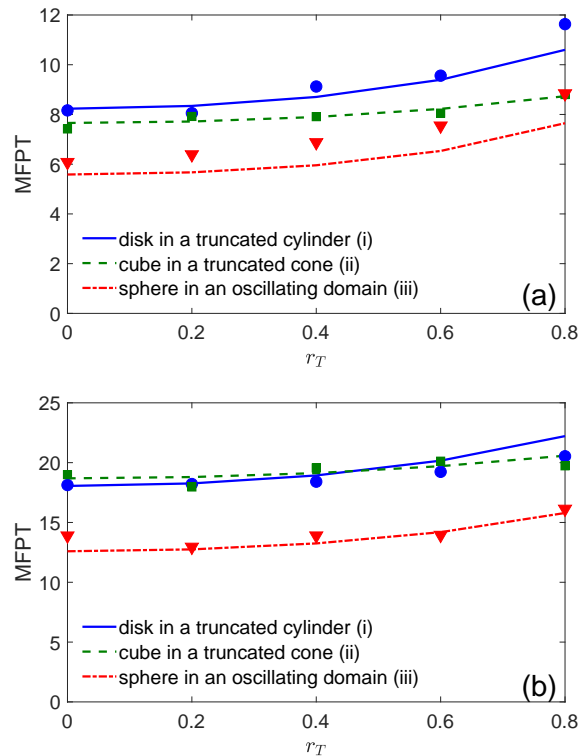 12
10
8
6
4
2
0
MFPT
disk in a truncated cylinder (i)
cube in a truncated cone (ii)
sphere in an oscillating domain (iii)
(a)
0 0.2 0.4 0.6 0.8
r_T
25
20
15
10
5
0
MFPT
disk in a truncated cylinder (i)
cube in a truncated cone (ii)
sphere in an oscillating domain (iii)
(b)
0 0.2 0.4 0.6 0.8
r_T